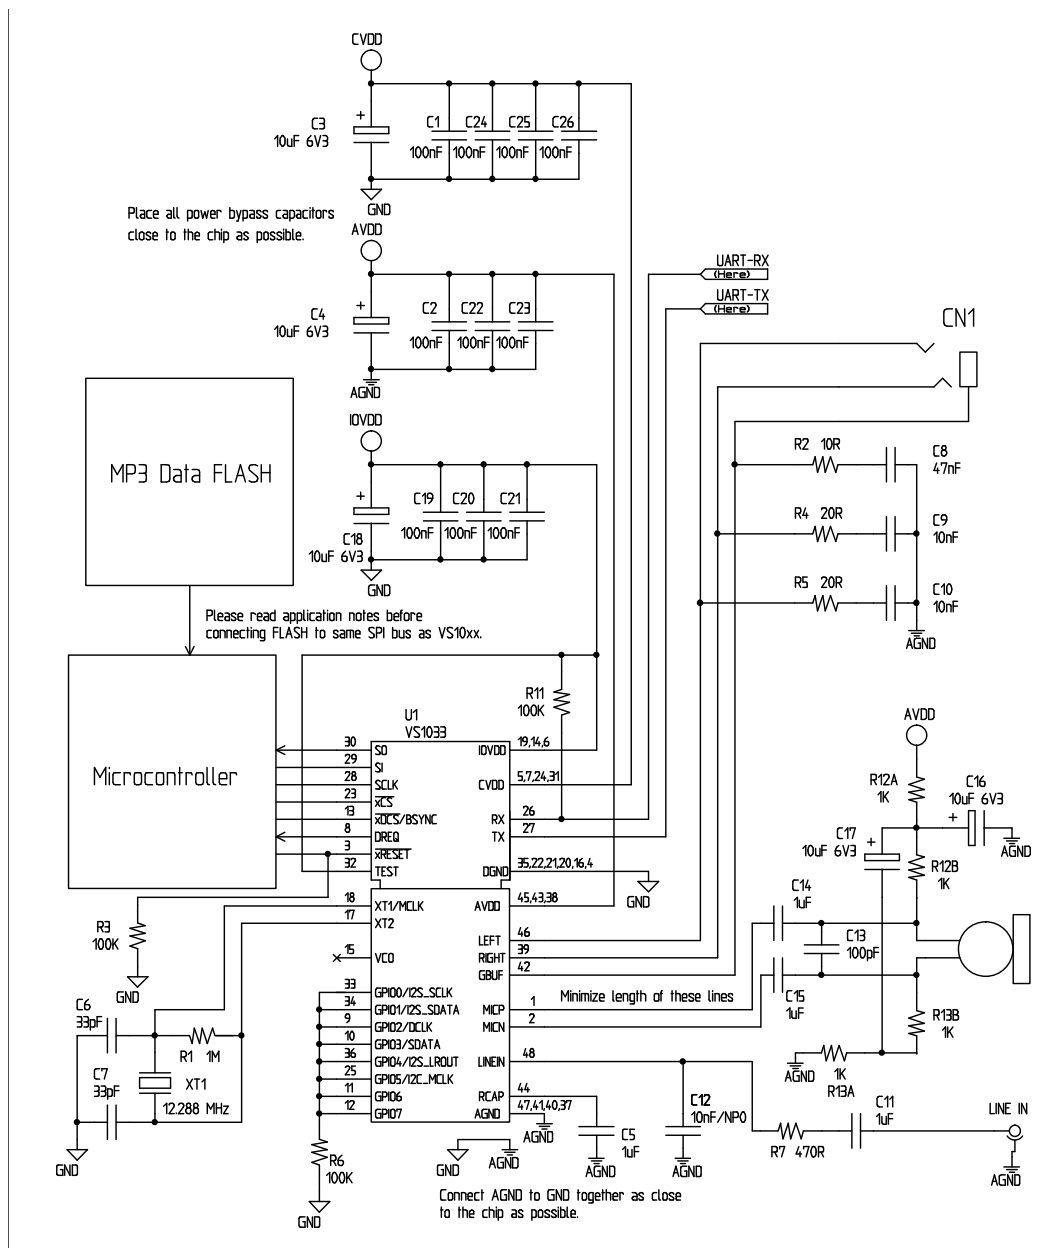 CVDD
C3
10uF 6V3
+
C1
100nF
C24
100nF
C25
100nF
C26
100nF
GND
Place all power bypass capacitors
close to the chip as possible.
AVDD
C4
10uF 6V3
+
C2
100nF
C22
100nF
C23
100nF
AGND
UART-RX
(Here)
UART-TX
(Here)
CN1
IOVDD
+
C18
10uF 6V3
C19
100nF
C20
100nF
C21
100nF
GND
MP3 Data FLASH
R2 10R
C8
47nF
R4 20R
C9
10nF
R5 20R
C10
10nF
AGND
Please read application notes before
connecting FLASH to same SPI bus as VS10xx.
Microcontroller
R11
100K
U1
VS1033
30 SO
29 SI
28 SCLK
23 xCS
13 xDCS/BSYNC
8 DREQ
3 xRESET
32 TEST
18 XT1/MCLK
17 XT2
15 VCO
33 GPIO0/I2S_SCLK
34 GPIO1/I2S_SDATA
9 GPIO2/DCLK
10 GPIO3/SDATA
36 GPIO4/I2S_LROUT
25 GPIO5/I2C_MCLK
11 GPIO6
12 GPIO7
IOVDD 19,14,6
CVDD 5,7,24,31
RX 26
TX 27
DGND 35,22,21,20,16,4
GND
AVDD 45,43,38
LEFT 46
RIGHT 39
GBUF 42
MICP 1
MICN 2
LINEIN 48
RCAP 44
AGND 47,41,40,37
AGND
Minimize length of these lines
AVDD
R12A
1K
C16
10uF 6V3
+
AGND
C17
10uF 6V3
+
R12B
1K
C14
1uF
C13
100pF
C15
1uF
R13B
1K
AGND
1K
R13A
R3
100K
GND
C6
33pF
R1 1M
C7
33pF
XT1
12.288 MHz
GND
R6
100K
GND
GND
AGND
C5
1uF
AGND
C12
10nF/NPO
AGND
R7 470R
C11
1uF
LINE IN
AGND
Connect AGND to GND together as close
to the chip as possible.